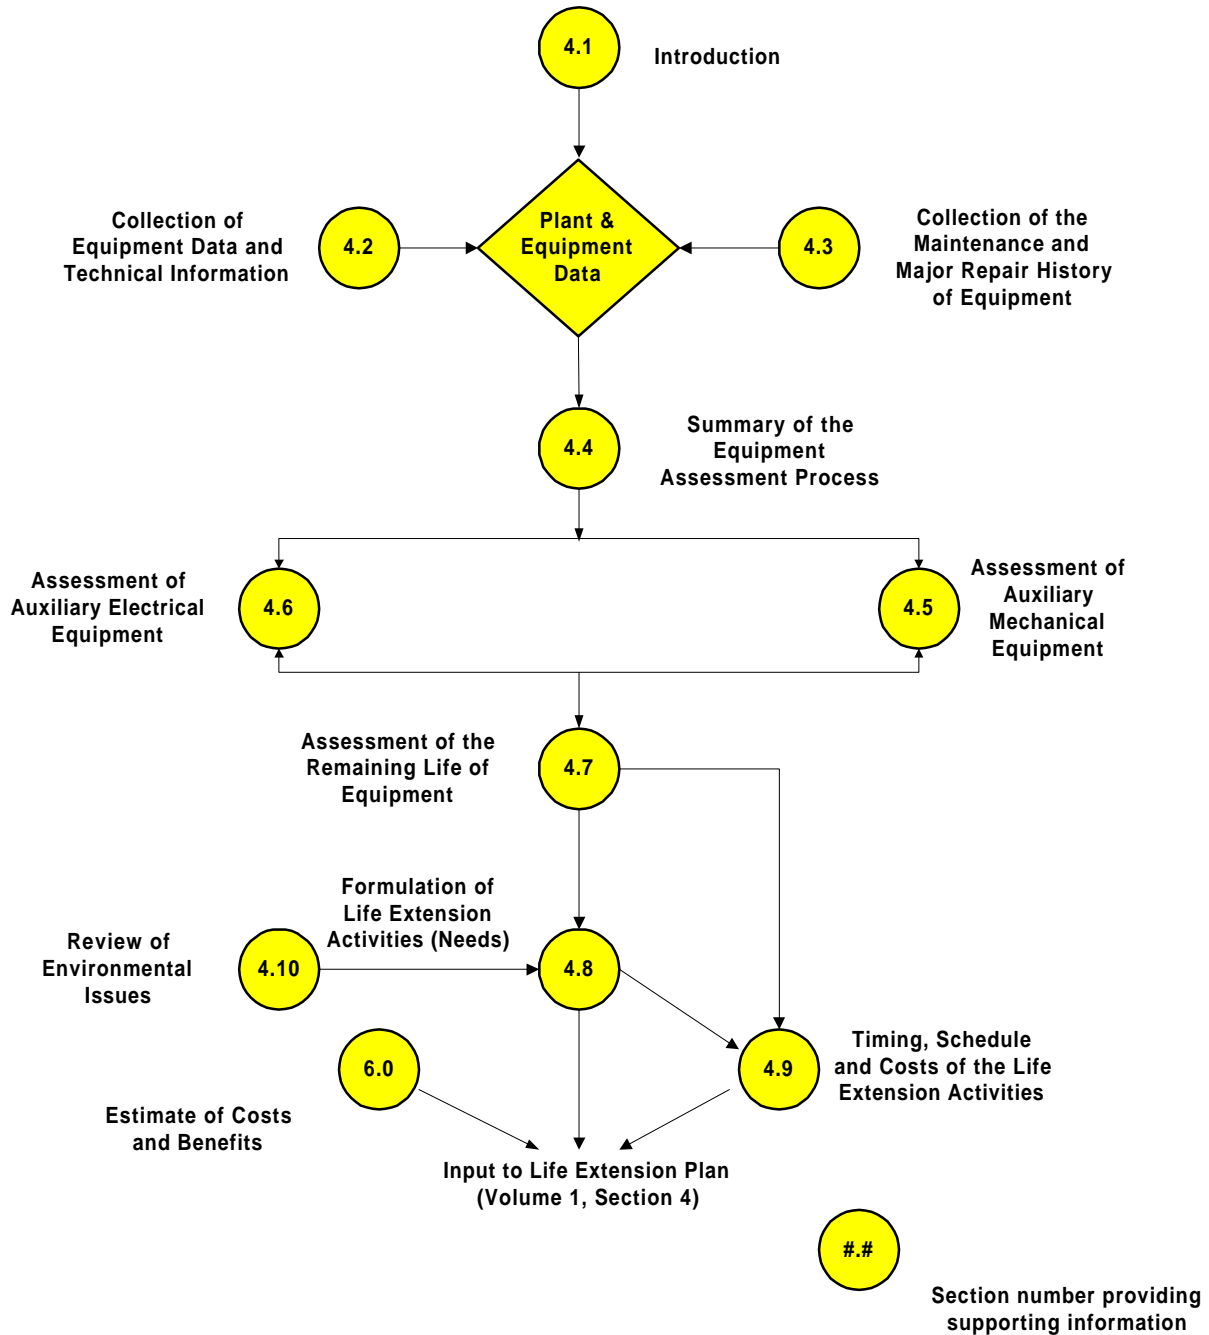 4.1
Introduction
Collection of
Equipment Data and
Technical Information
4.2
Plant &
Equipment
Data
4.3
Collection of the
Maintenance and
Major Repair History
of Equipment
4.4
Summary of the
Equipment
Assessment Process
Assessment of
Auxiliary Electrical
Equipment
4.6
4.5
Assessment of
Auxiliary
Mechanical
Equipment
Assessment of the
Remaining Life of
Equipment
4.7
Formulation of
Life Extension
Activities (Needs)
Review of
Environmental
Issues
4.10
4.8
6.0
4.9
Timing, Schedule
and Costs of the Life
Extension Activities
Estimate of Costs
and Benefits
Input to Life Extension Plan
(Volume 1, Section 4)
#.#
Section number providing
supporting information